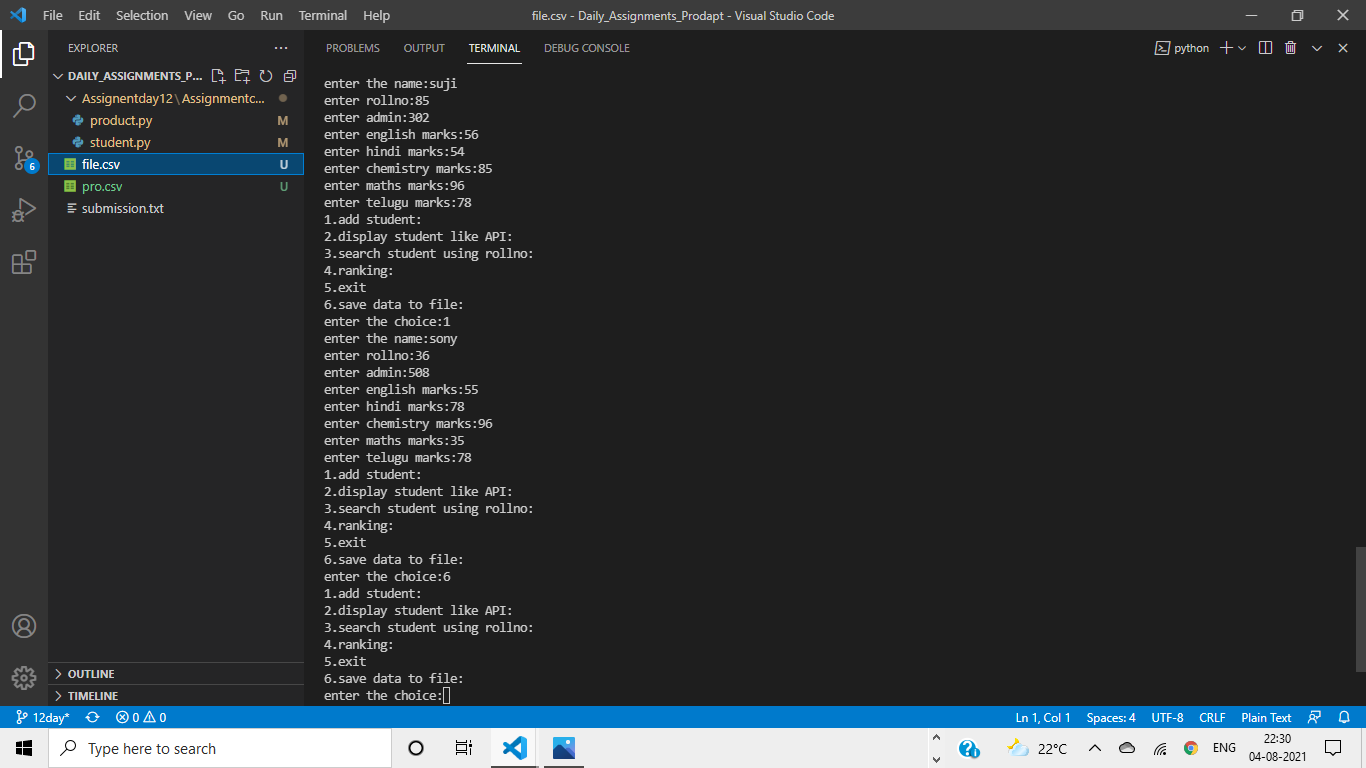 File Edit Selection View Go Run Terminal Help file.csv - Daily_Assignments_Prodapt - Visual Studio Code
EXPLORER
DAILY_ASSIGNMENTS_P...
Assignentday12\Assignmentc...
product.py M
student.py M
file.csv U
pro.csv U
submission.txt
OUTLINE
TIMELINE
6
PROBLEMS OUTPUT TERMINAL DEBUG CONSOLE python
enter the name:suji
enter rollno:85
enter admin:302
enter english marks:56
enter hindi marks:54
enter chemistry marks:85
enter maths marks:96
enter telugu marks:78
1.add student:
2.display student like API:
3.search student using rollno:
4.ranking:
5.exit
6.save data to file:
enter the choice:1
enter the name:sony
enter rollno:36
enter admin:508
enter english marks:55
enter hindi marks:78
enter chemistry marks:96
enter maths marks:35
enter telugu marks:78
1.add student:
2.display student like API:
3.search student using rollno:
4.ranking:
5.exit
6.save data to file:
enter the choice:6
1.add student:
2.display student like API:
3.search student using rollno:
4.ranking:
5.exit
6.save data to file:
enter the choice:
12day* 0 0 Ln 1, Col 1 Spaces: 4 UTF-8 CRLF Plain Text
Type here to search 22°C ENG 22:30
04-08-2021